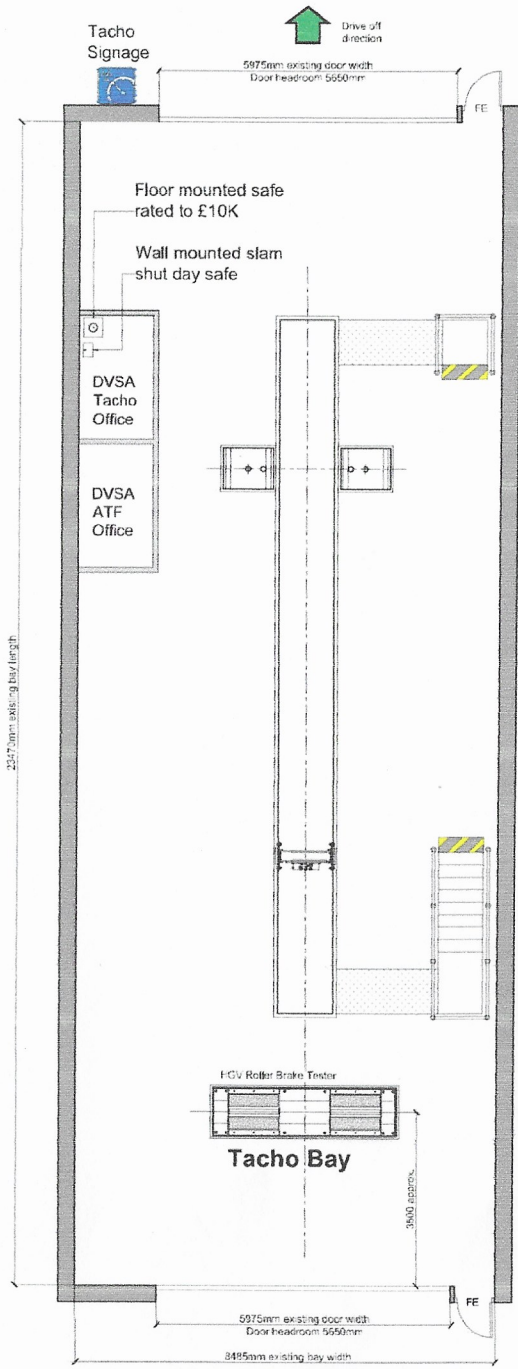 Tacho
Signage
Drive off
direction
5975mm existing door width
Door headroom 5650mm
FE
Floor mounted safe
rated to £10K
Wall mounted slam
shut day safe
DVSA
Tacho
Office
DVSA
ATF
Office
23470mm existing bay length
HGV Roller Brake Tester
Tacho Bay
3500 approx.
FE
5975mm existing door width
Door headroom 5650mm
8485mm existing bay width